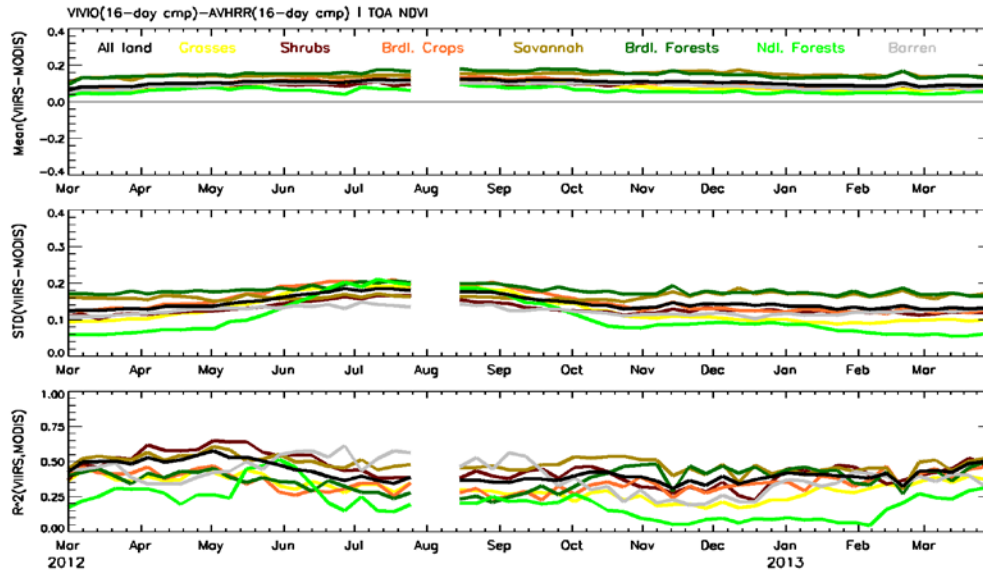 VIVIO(16-day cmp)-AVHRR(16-day cmp) | TOA NDVI
All land Grasses Shrubs Brdl. Crops Savannah Brdl. Forests Ndl. Forests Barren
Mean(VIIRS-MODIS)
0.4
0.2
0.0
-0.2
-0.4
Mar Apr May Jun Jul Aug Sep Oct Nov Dec Jan Feb Mar
STD(VIIRS-MODIS)
0.4
0.3
0.2
0.1
0.0
Mar Apr May Jun Jul Aug Sep Oct Nov Dec Jan Feb Mar
R^2(VIIRS,MODIS)
1.00
0.75
0.50
0.25
0.00
Mar Apr May Jun Jul Aug Sep Oct Nov Dec Jan Feb Mar
2012 2013